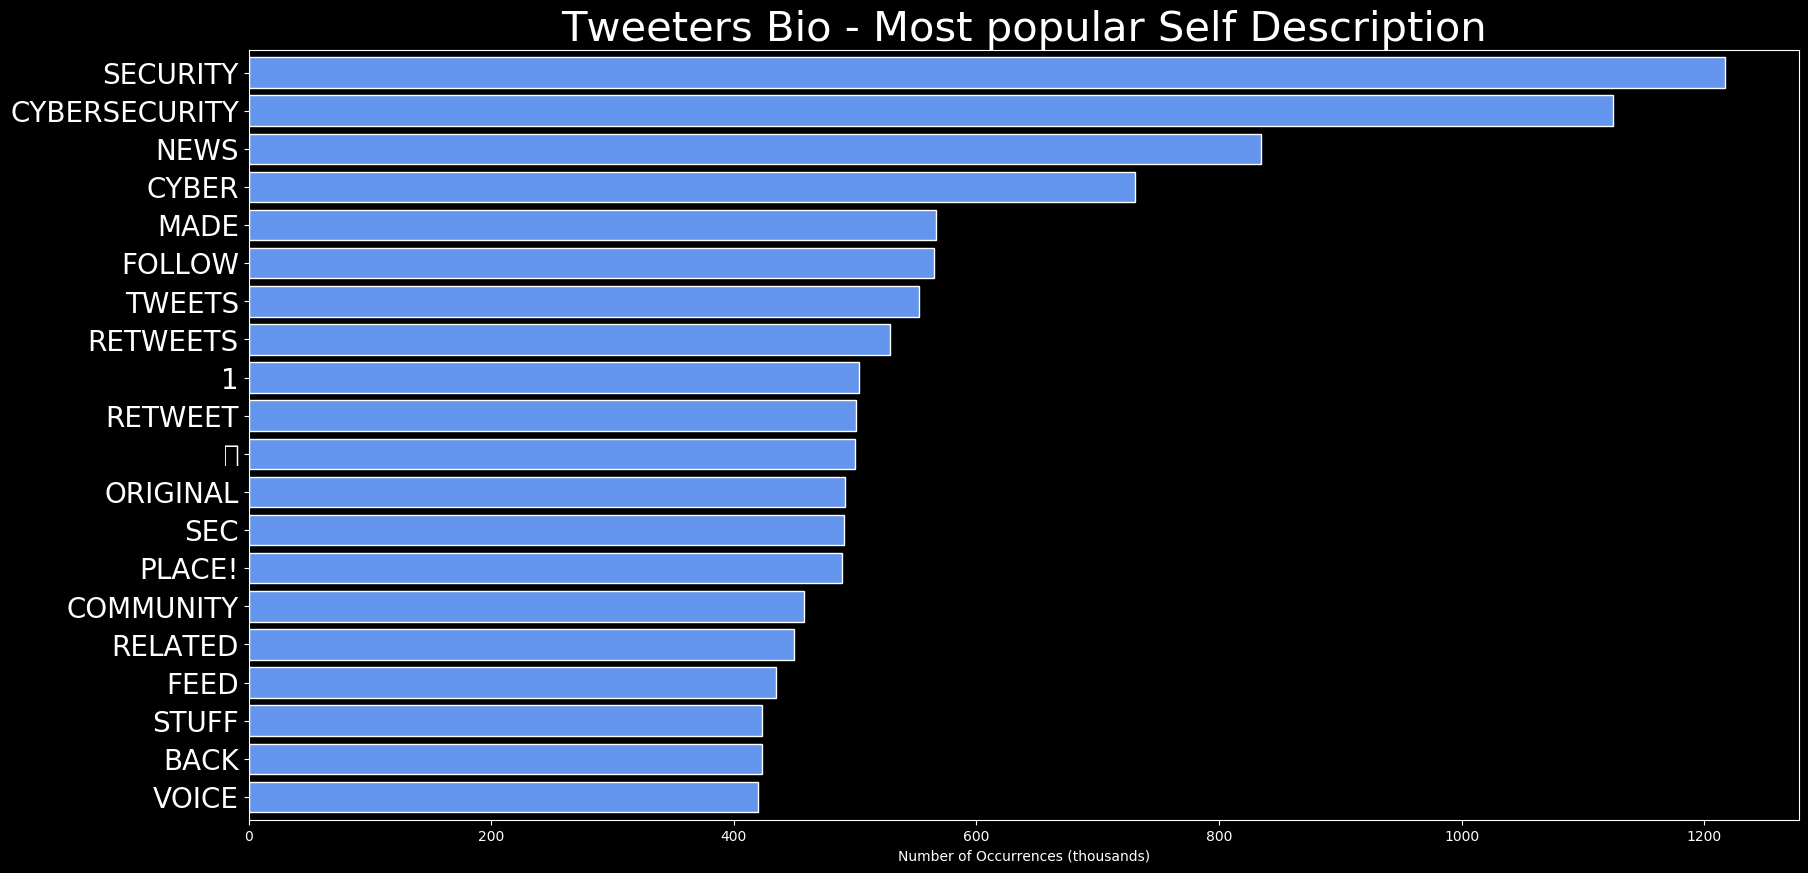 Tweeters Bio - Most popular Self Description
SECURITY
CYBERSECURITY
NEWS
CYBER
MADE
FOLLOW
TWEETS
RETWEETS
1
RETWEET
ORIGINAL
SEC
PLACE!
COMMUNITY
RELATED
FEED
STUFF
BACK
VOICE
0 200 400 600 800 1000 1200
Number of Occurrences (thousands)